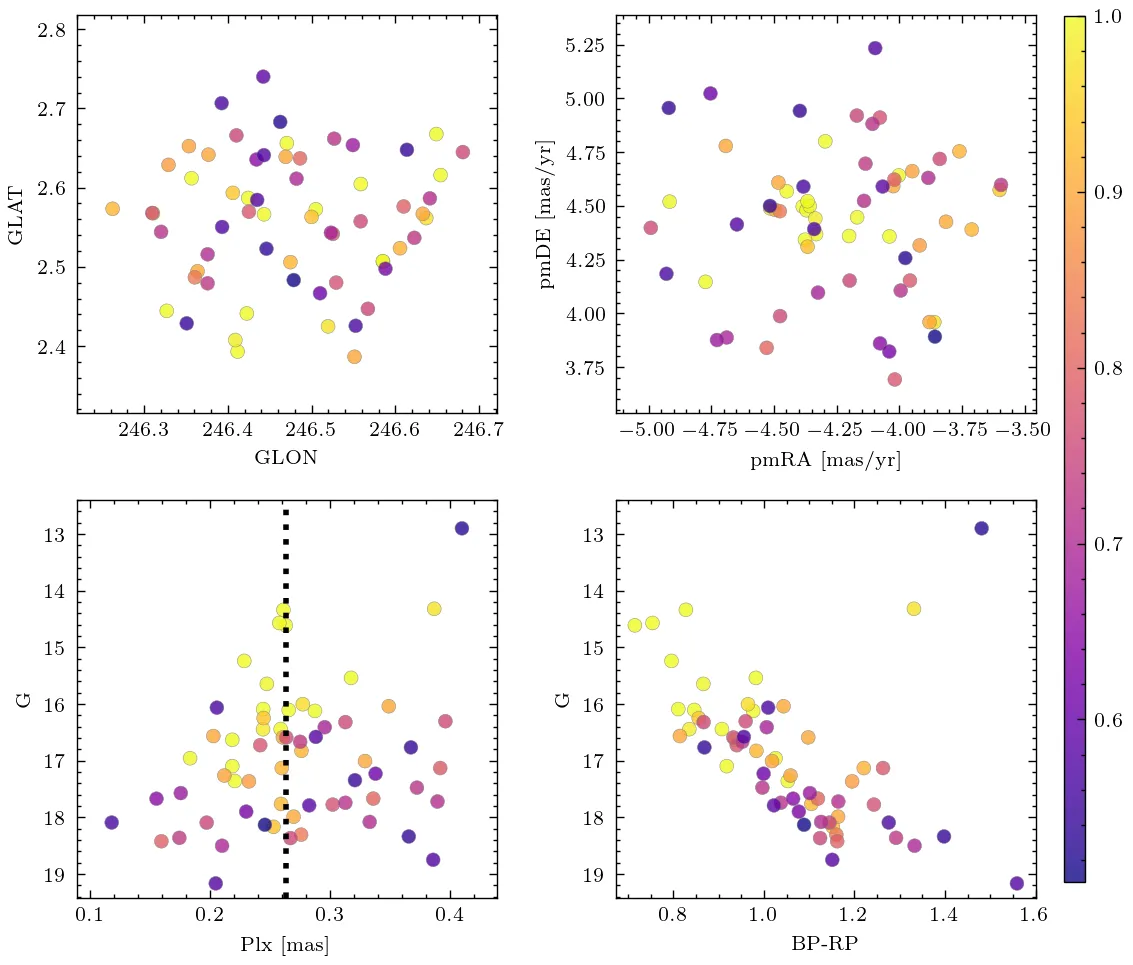 2.8
2.7
2.6
2.5
2.4
GLAT
246.3 246.4 246.5 246.6 246.7
GLON
5.25
5.00
4.75
4.50
4.25
4.00
3.75
pmDE [mas/yr]
−5.00 −4.75 −4.50 −4.25 −4.00 −3.75 −3.50
pmRA [mas/yr]
1.0
0.9
0.8
0.7
0.6
13
14
15
16
17
18
19
G
0.1 0.2 0.3 0.4
Plx [mas]
13
14
15
16
17
18
19
G
0.8 1.0 1.2 1.4 1.6
BP-RP